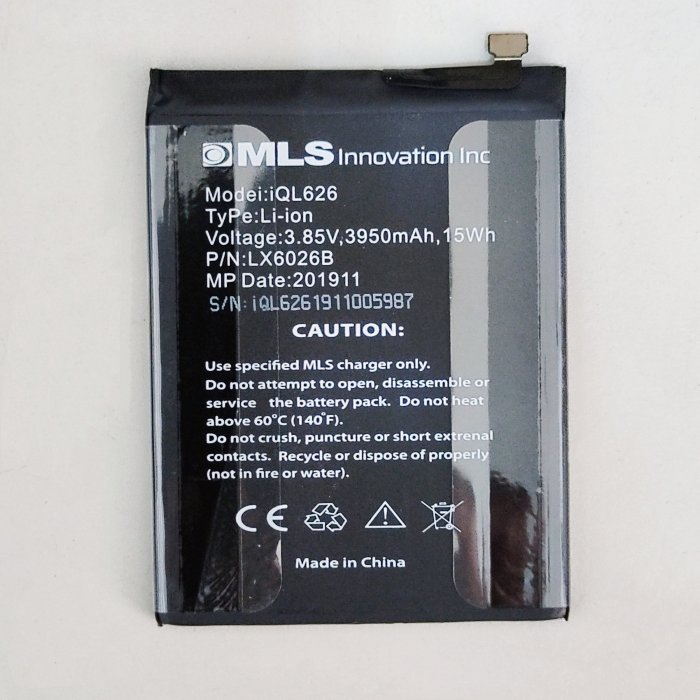 MLS Innovation Inc
Modei:iQL626
TyPe:Li-ion
Voltage:3.85V,3950mAh,15Wh
P/N:LX6026B
MP Date:201911
S/N:iQL6261911005987
CAUTION:
Use specified MLS charger only.
Do not attempt to open, disassemble or
service the battery pack. Do not heat
above 60°C (140°F).
Do not crush, puncture or short extrenal
contacts. Recycle or dispose of properly
(not in fire or water).
CE
Made in China